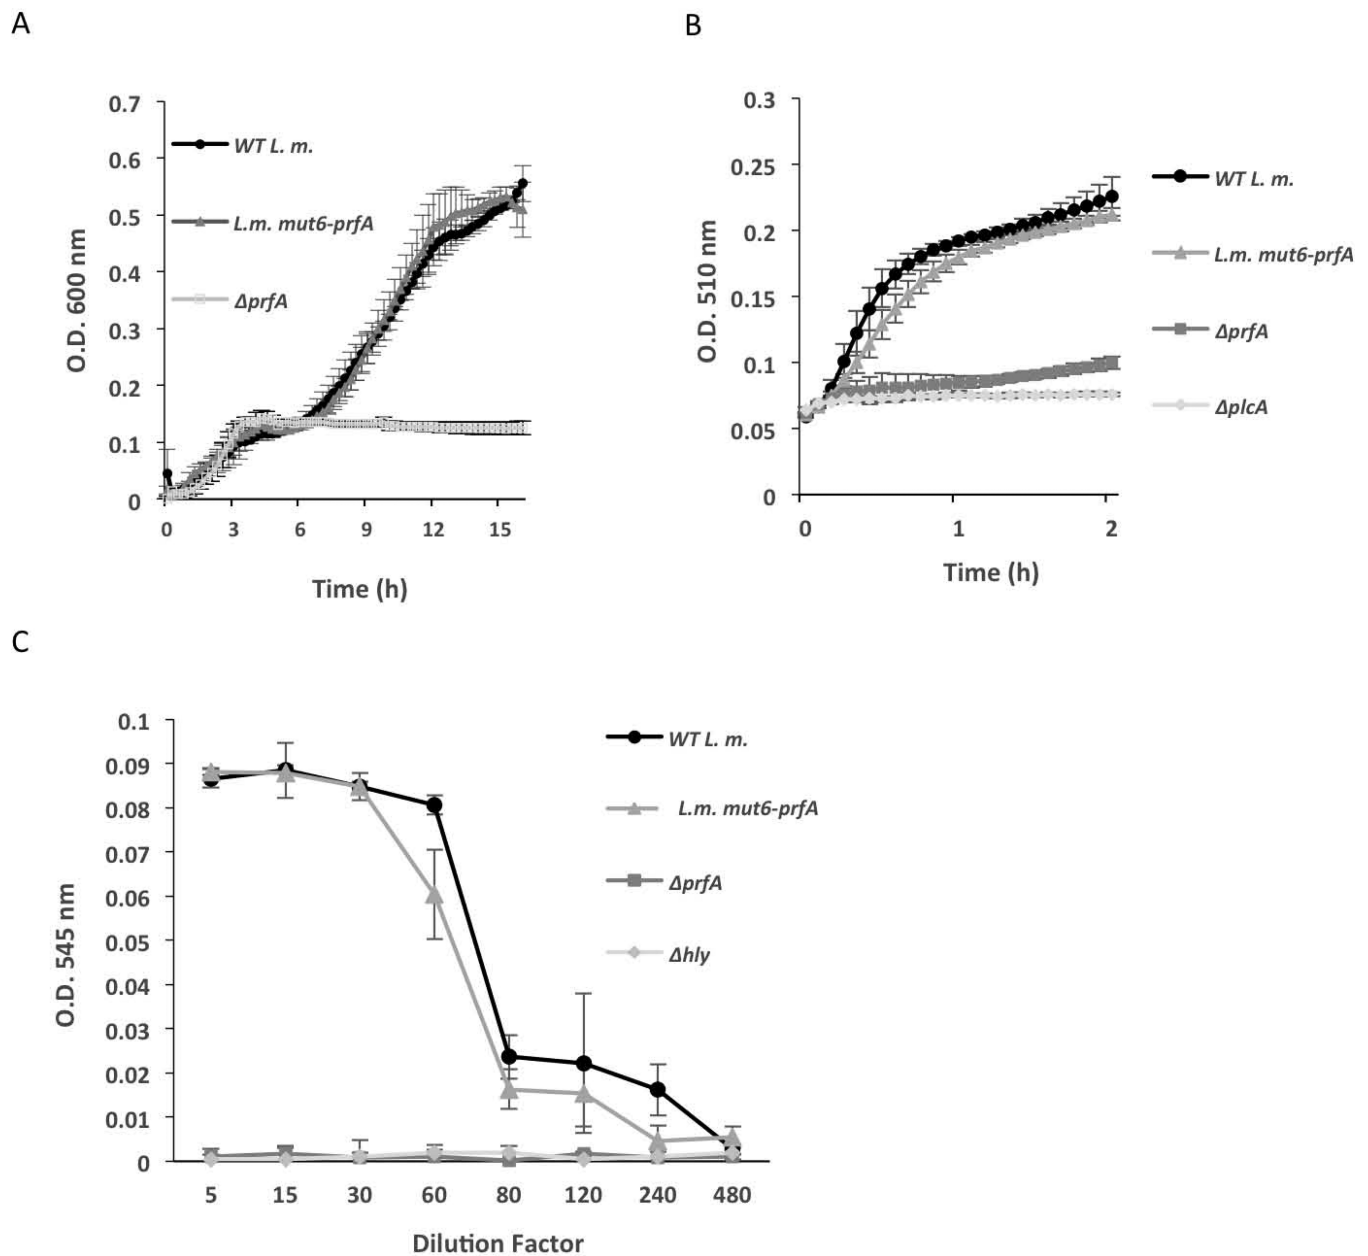 A
B
0.7
0.6
0.5
0.4
0.3
0.2
0.1
0
O.D. 600 nm
WT L. m.
L.m. mut6-prfA
ΔprfA
0 3 6 9 12 15
Time (h)
0.3
0.25
0.2
0.15
0.1
0.05
0
O.D. 510 nm
WT L. m.
L.m. mut6-prfA
ΔprfA
ΔplcA
0 1 2
Time (h)
C
0.1
0.09
0.08
0.07
0.06
0.05
0.04
0.03
0.02
0.01
0
O.D. 545 nm
WT L. m.
L.m. mut6-prfA
ΔprfA
Δhly
5 15 30 60 80 120 240 480
Dilution Factor